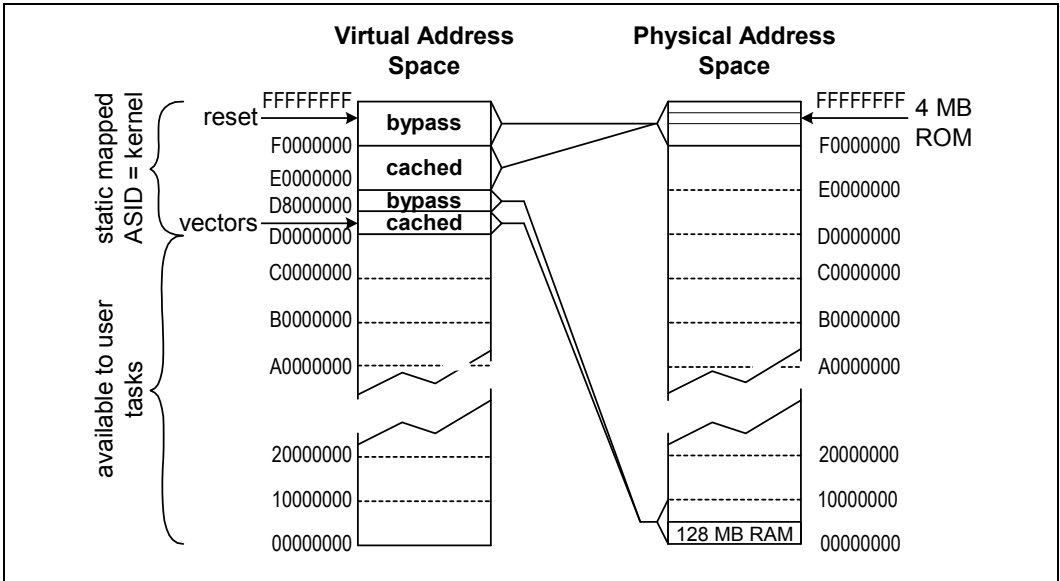 Virtual Address
Space
Physical Address
Space
static mapped
ASID = kernel
available to user
tasks
reset
vectors
FFFFFFFF
F0000000
E0000000
D8000000
D0000000
C0000000
B0000000
A0000000
20000000
10000000
00000000
bypass
cached
bypass
cached
FFFFFFFF
F0000000
E0000000
D0000000
C0000000
B0000000
A0000000
20000000
10000000
00000000
4 MB
ROM
128 MB RAM